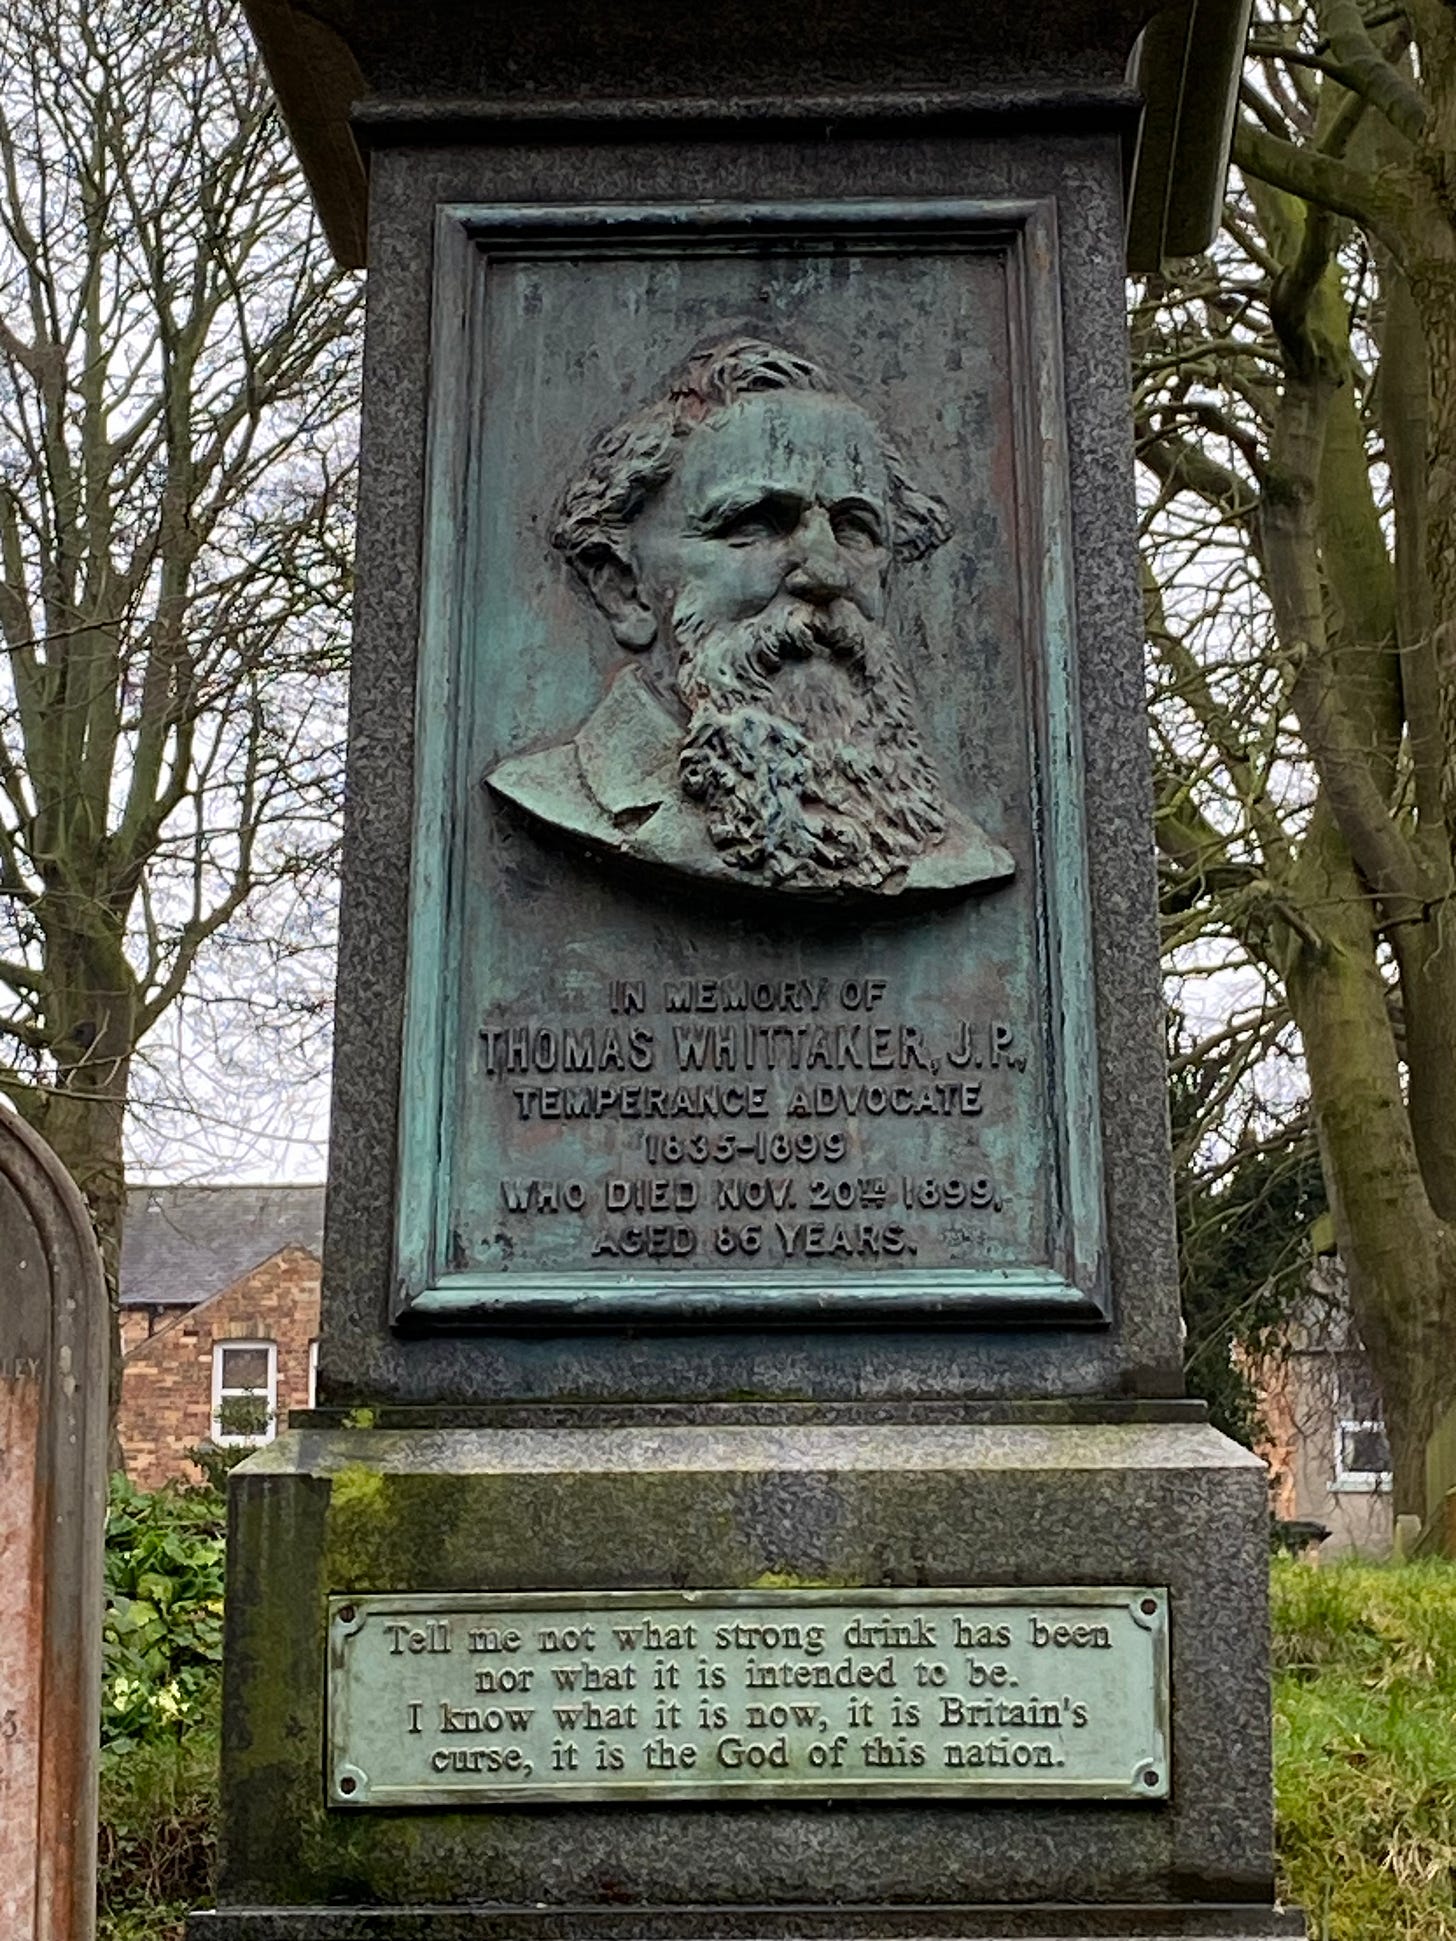 IN MEMORY OF
THOMAS WHITTAKER, J.P.,
TEMPERANCE ADVOCATE
1835-1899
WHO DIED NOV. 20TH 1899,
AGED 86 YEARS.
Tell me not what strong drink has been
nor what it is intended to be.
I know what it is now, it is Britain's
curse, it is the God of this nation.